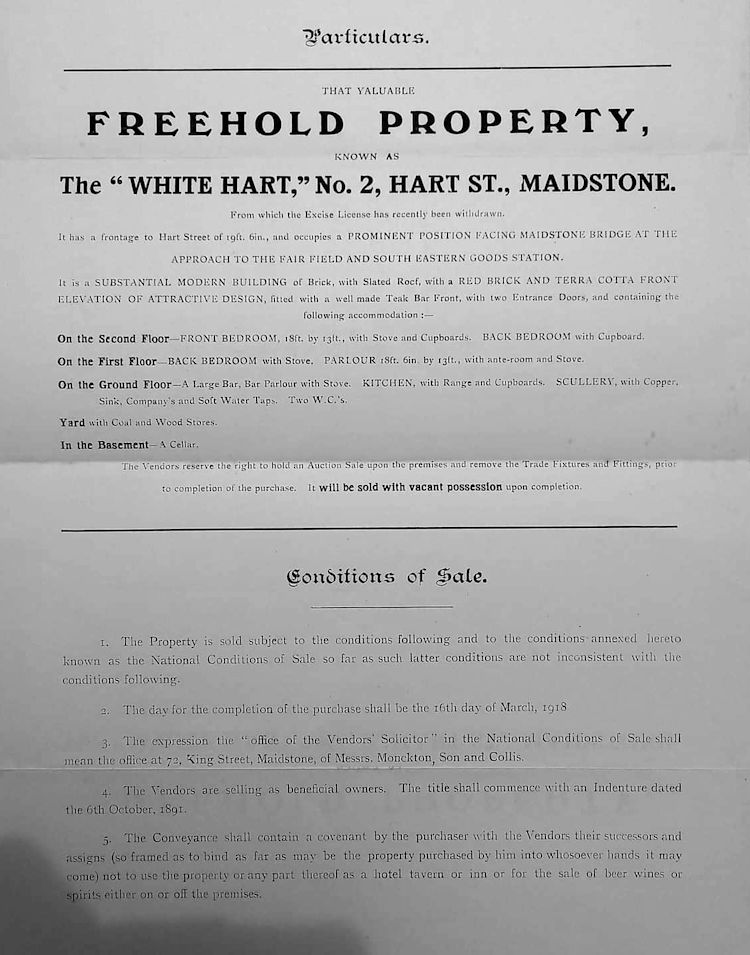 Particulars.
THAT VALUABLE
FREEHOLD PROPERTY,
KNOWN AS
The “ WHITE HART,” No. 2, HART ST., MAIDSTONE.
From which the Excise License has recently been withdrawn.
It has a frontage to Hart Street of 19ft. 6in., and occupies a PROMINENT POSITION FACING MAIDSTONE BRIDGE AT THE
APPROACH TO THE FAIR FIELD AND SOUTH EASTERN GOODS STATION.
It is a SUBSTANTIAL MODERN BUILDING of Brick, with Slated Roof, with a RED BRICK AND TERRA COTTA FRONT
ELEVATION OF ATTRACTIVE DESIGN, fitted with a well made Teak Bar Front, with two Entrance Doors, and containing the
following accommodation :—
On the Second Floor—FRONT BEDROOM, 18ft. by 13ft., with Stove and Cupboards. BACK BEDROOM with Cupboard.
On the First Floor—BACK BEDROOM with Stove. PARLOUR 18ft. 6in. by 13ft., with ante-room and Stove.
On the Ground Floor—A Large Bar, Bar Parlour with Stove. KITCHEN, with Range and Cupboards. SCULLERY, with Copper,
Sink, Company's and Soft Water Taps. Two W.C.'s.
Yard with Coal and Wood Stores.
In the Basement—A Cellar.
The Vendors reserve the right to hold an Auction Sale upon the premises and remove the Trade Fixtures and Fittings, prior
to completion of the purchase. It will be sold with vacant possession upon completion.
Conditions of Sale.
1. The Property is sold subject to the conditions following and to the conditions annexed hereto
known as the National Conditions of Sale so far as such latter conditions are not inconsistent with the
conditions following.
2. The day for the completion of the purchase shall be the 16th day of March, 1918
3. The expression the “office of the Vendors' Solicitor” in the National Conditions of Sale shall
mean the office at 72, King Street, Maidstone, of Messrs. Monckton, Son and Collis.
4. The Vendors are selling as beneficial owners. The title shall commence with an Indenture dated
the 6th October, 1891.
5. The Conveyance shall contain a covenant by the purchaser with the Vendors their successors and
assigns (so framed as to bind as far as may be the property purchased by him into whosoever hands it may
come) not to use the property or any part thereof as a hotel tavern or inn or for the sale of beer wines or
spirits either on or off the premises.